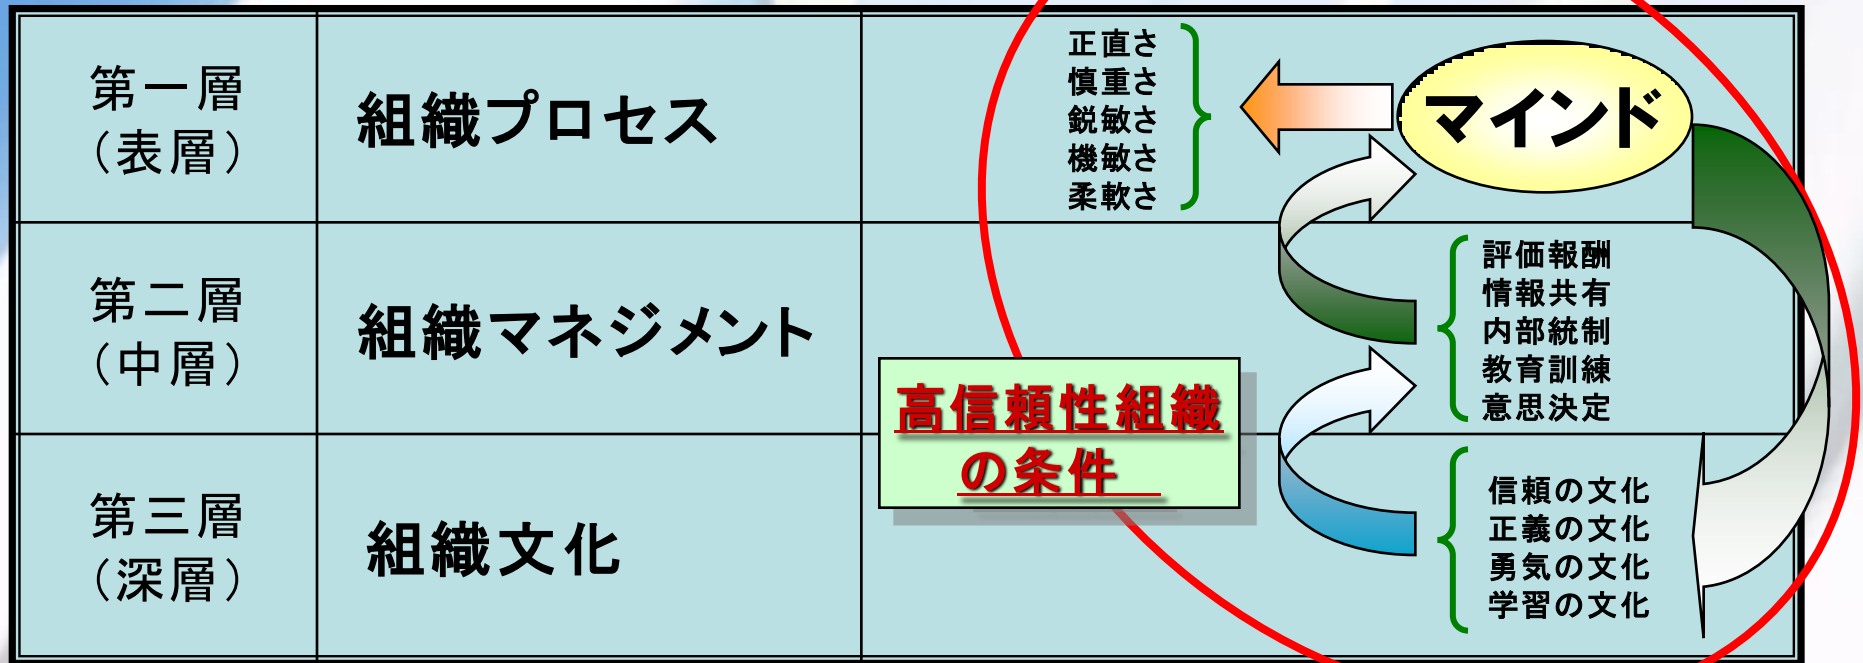 第一層
（表層）
組織プロセス
正直さ
慎重さ
鋭敏さ
機敏さ
柔軟さ
マインド
第二層
（中層）
組織マネジメント
評価報酬
情報共有
内部統制
教育訓練
意思決定
高信頼性組織
の条件
第三層
（深層）
組織文化
信頼の文化
正義の文化
勇気の文化
学習の文化